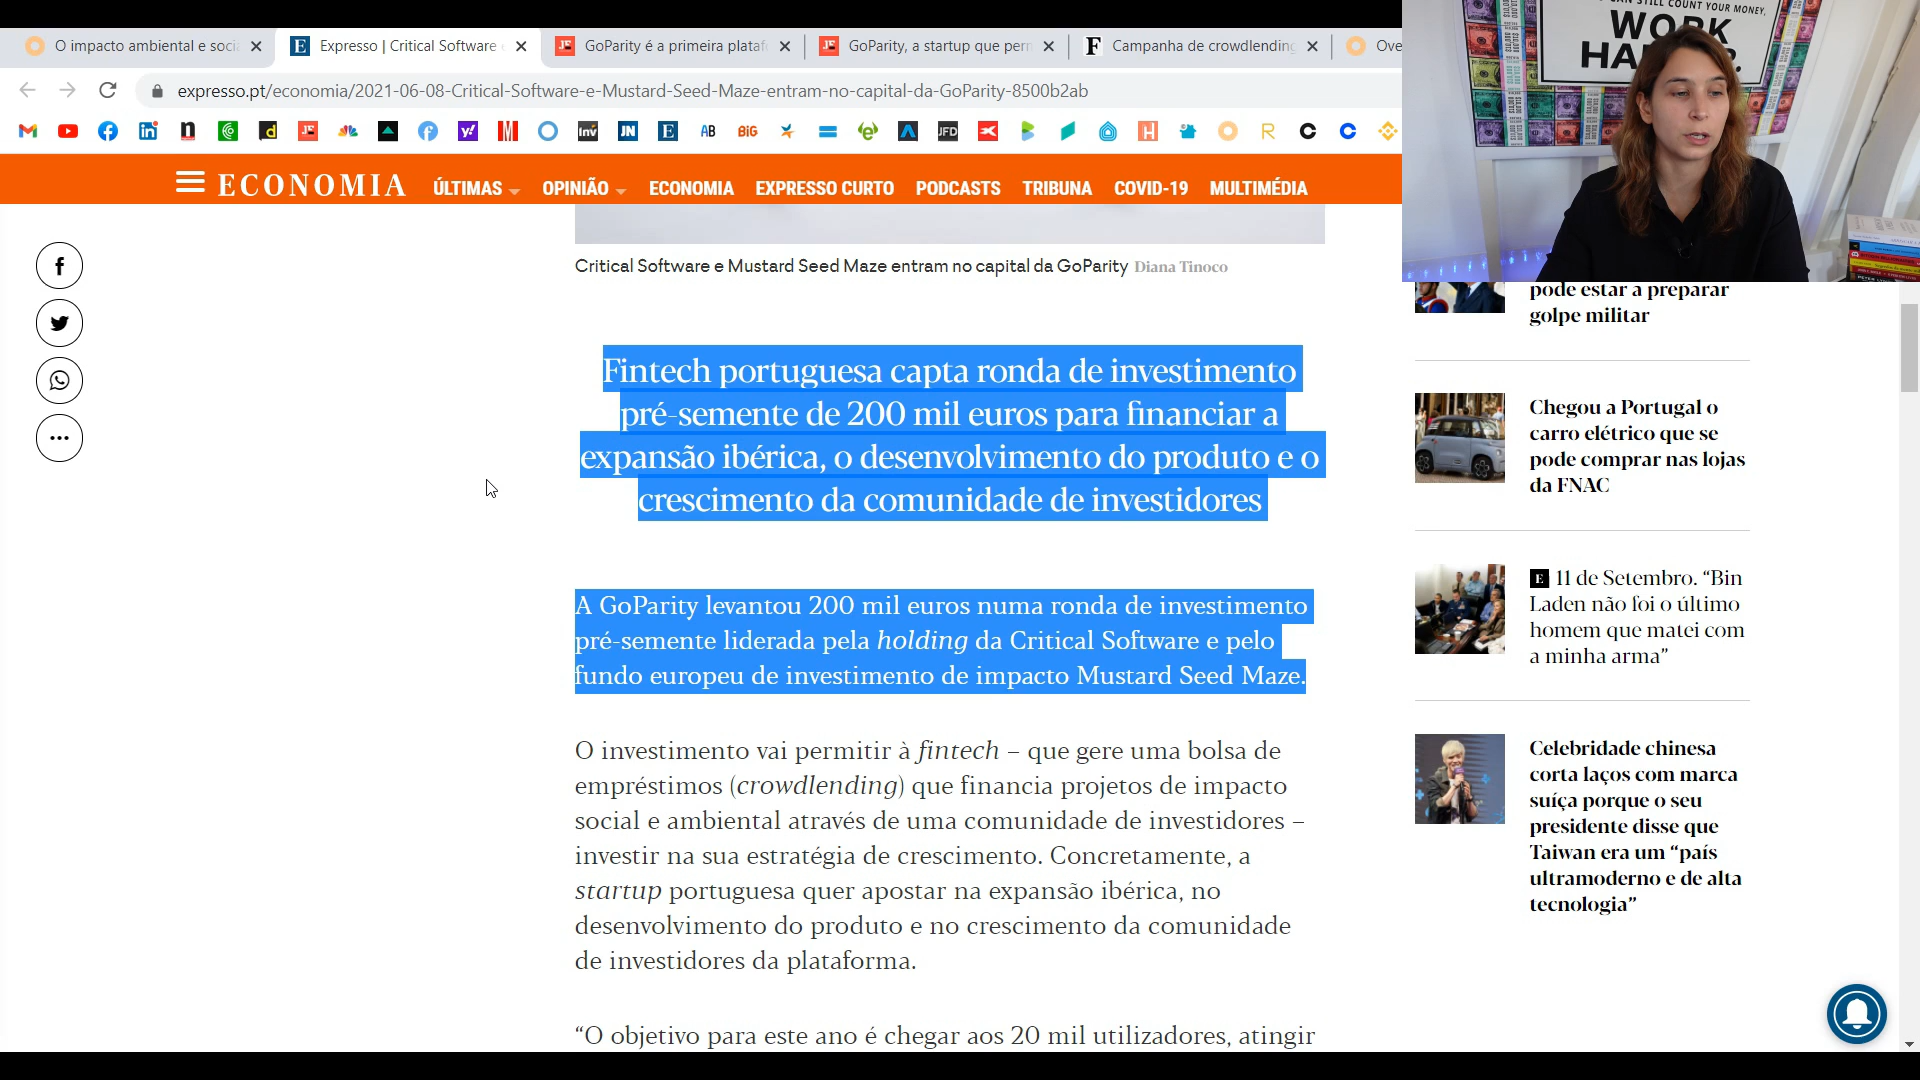 O impacto ambiental e soci
Expresso | Critical Software
GoParity é a primeira plataf
GoParity, a startup que perm
Campanha de crowdlending
Ove
expresso.pt/economia/2021-06-08-Critical-Software-e-Mustard-Seed-Maze-entram-no-capital-da-GoParity-8500b2ab
STILL COUNT YOUR MONEY,
WORK
ECONOMIA
ÚLTIMAS
OPINIÃO
ECONOMIA
EXPRESSO CURTO
PODCASTS
TRIBUNA
COVID-19
MULTIMÉDIA
Critical Software e Mustard Seed Maze entram no capital da GoParity Diana Tinoco
Fintech portuguesa capta ronda de investimento
pré-semente de 200 mil euros para financiar a
expansão ibérica, o desenvolvimento do produto e o
crescimento da comunidade de investidores
A GoParity levantou 200 mil euros numa ronda de investimento
pré-semente liderada pela holding da Critical Software e pelo
fundo europeu de investimento de impacto Mustard Seed Maze.
O investimento vai permitir à fintech – que gere uma bolsa de
empréstimos (crowdlending) que financia projetos de impacto
social e ambiental através de uma comunidade de investidores –
investir na sua estratégia de crescimento. Concretamente, a
startup portuguesa quer apostar na expansão ibérica, no
desenvolvimento do produto e no crescimento da comunidade
de investidores da plataforma.
“O objetivo para este ano é chegar aos 20 mil utilizadores, atingir
pode estar a preparar
golpe militar
Chegou a Portugal o
carro elétrico que se
pode comprar nas lojas
da FNAC
E 11 de Setembro. “Bin
Laden não foi o último
homem que matei com
a minha arma”
Celebridade chinesa
corta laços com marca
suíça porque o seu
presidente disse que
Taiwan era um “país
ultramoderno e de alta
tecnologia”